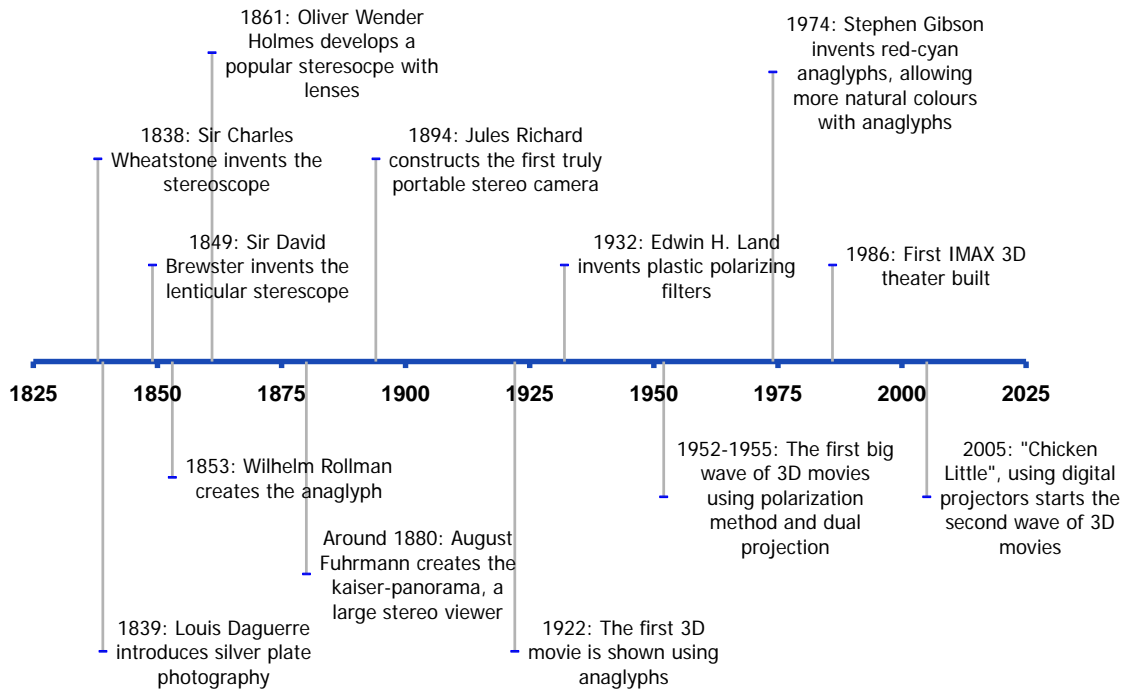 1861: Oliver Wender
Holmes develops a
popular steresocpe with
lenses
1974: Stephen Gibson
invents red-cyan
anaglyphs, allowing
more natural colours
with anaglyphs
1838: Sir Charles
Wheatstone invents the
stereoscope
1894: Jules Richard
constructs the first truly
portable stereo camera
1849: Sir David
Brewster invents the
lenticular sterescope
1932: Edwin H. Land
invents plastic polarizing
filters
1986: First IMAX 3D
theater built
1825 1850 1875 1900 1925 1950 1975 2000 2025
1853: Wilhelm Rollman
creates the anaglyph
1952-1955: The first big
wave of 3D movies
using polarization
method and dual
projection
2005: "Chicken
Little", using digital
projectors starts the
second wave of 3D
movies
Around 1880: August
Fuhrmann creates the
kaiser-panorama, a
large stereo viewer
1839: Louis Daguerre
introduces silver plate
photography
1922: The first 3D
movie is shown using
anaglyphs